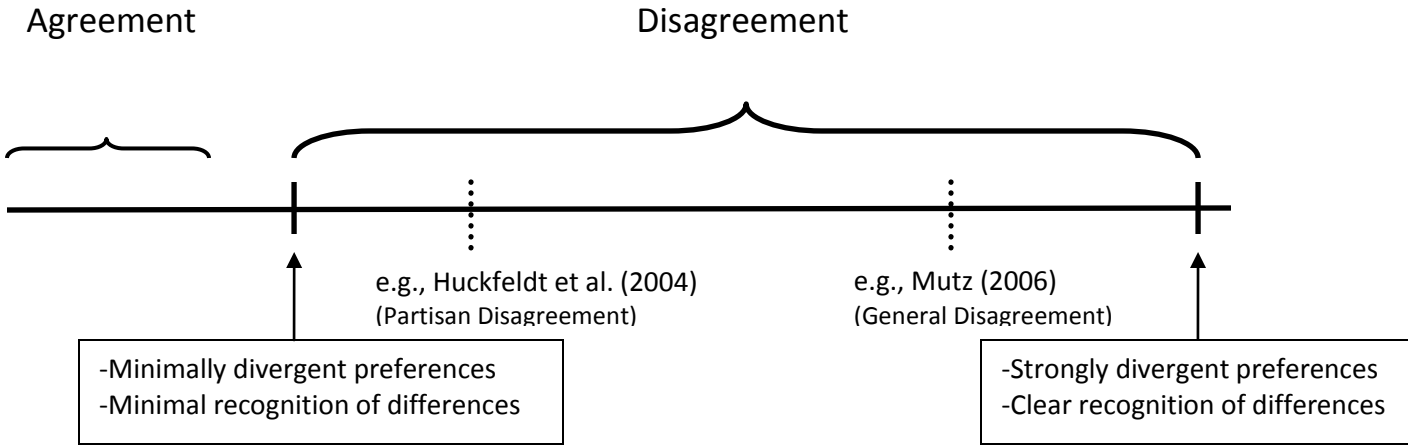 Agreement
Disagreement
e.g., Huckfeldt et al. (2004)
(Partisan Disagreement)
e.g., Mutz (2006)
(General Disagreement)
-Minimally divergent preferences
-Minimal recognition of differences
-Strongly divergent preferences
-Clear recognition of differences